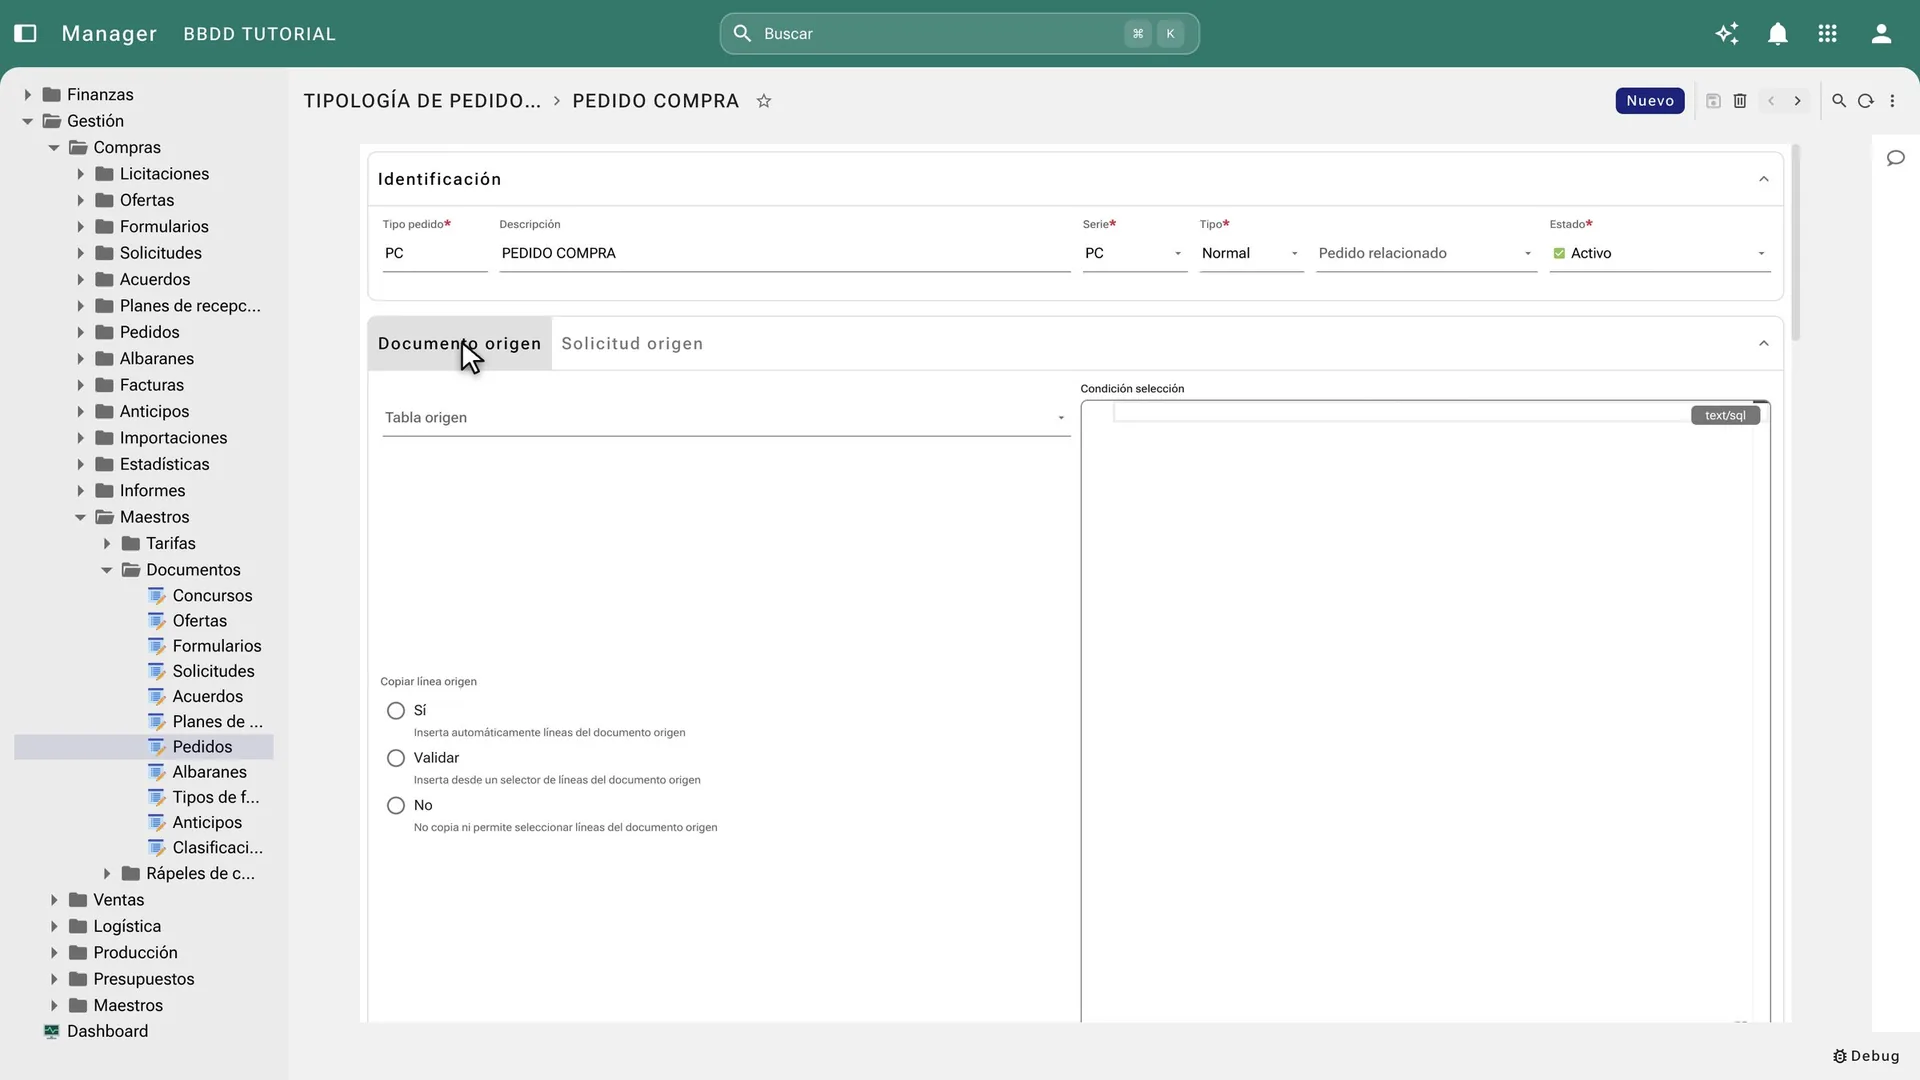 Manager BBDD TUTORIAL Buscar ⌘ K
Finanzas
Gestión
Compras
Licitaciones
Ofertas
Formularios
Solicitudes
Acuerdos
Planes de recepc...
Pedidos
Albaranes
Facturas
Anticipos
Importaciones
Estadísticas
Informes
Maestros
Tarifas
Documentos
Concursos
Ofertas
Formularios
Solicitudes
Acuerdos
Planes de ...
Pedidos
Albaranes
Tipos de f...
Anticipos
Clasificaci...
Rápeles de c...
Ventas
Logística
Producción
Presupuestos
Maestros
Dashboard
TIPOLOGÍA DE PEDIDO... > PEDIDO COMPRA
Nuevo
Identificación
Tipo pedido* Descripción Serie* Tipo* Estado*
PC PEDIDO COMPRA PC Normal Pedido relacionado Activo
Documento origen Solicitud origen
Condición selección
Tabla origen
text/sql
Copiar línea origen
Sí
Inserta automáticamente líneas del documento origen
Validar
Inserta desde un selector de líneas del documento origen
No
No copia ni permite seleccionar líneas del documento origen
Debug